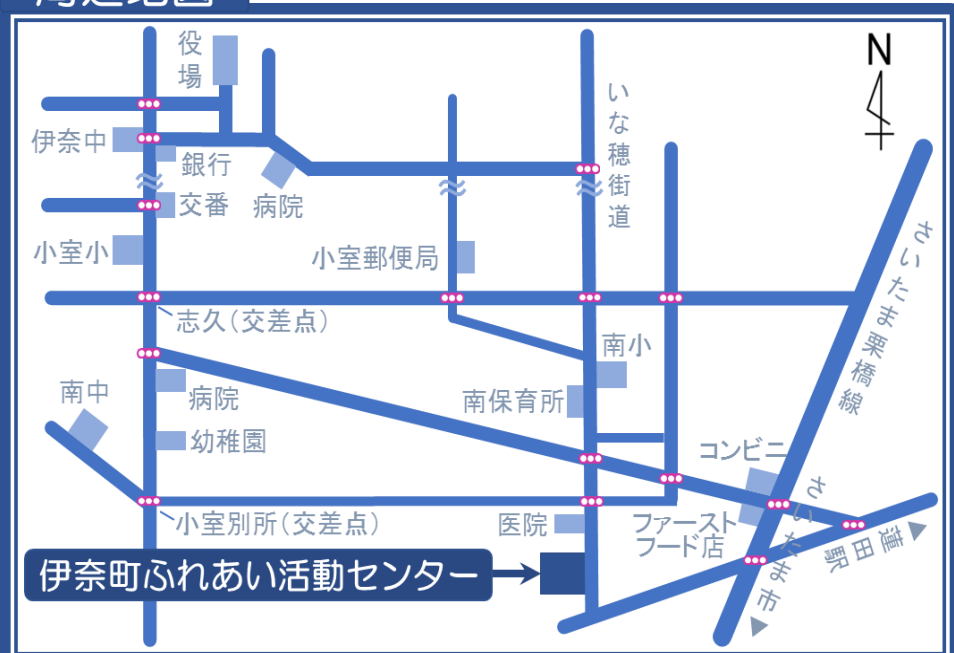 周辺地図
N
役場
いな穂街道
伊奈中
銀行
交番
病院
小室小
小室郵便局
さいたま栗橋線
志久(交差点)
南小
南中
病院
南保育所
幼稚園
コンビニ
さいたま市
小室別所(交差点)
医院
ファースト
フード店
蓮田駅
伊奈町ふれあい活動センター